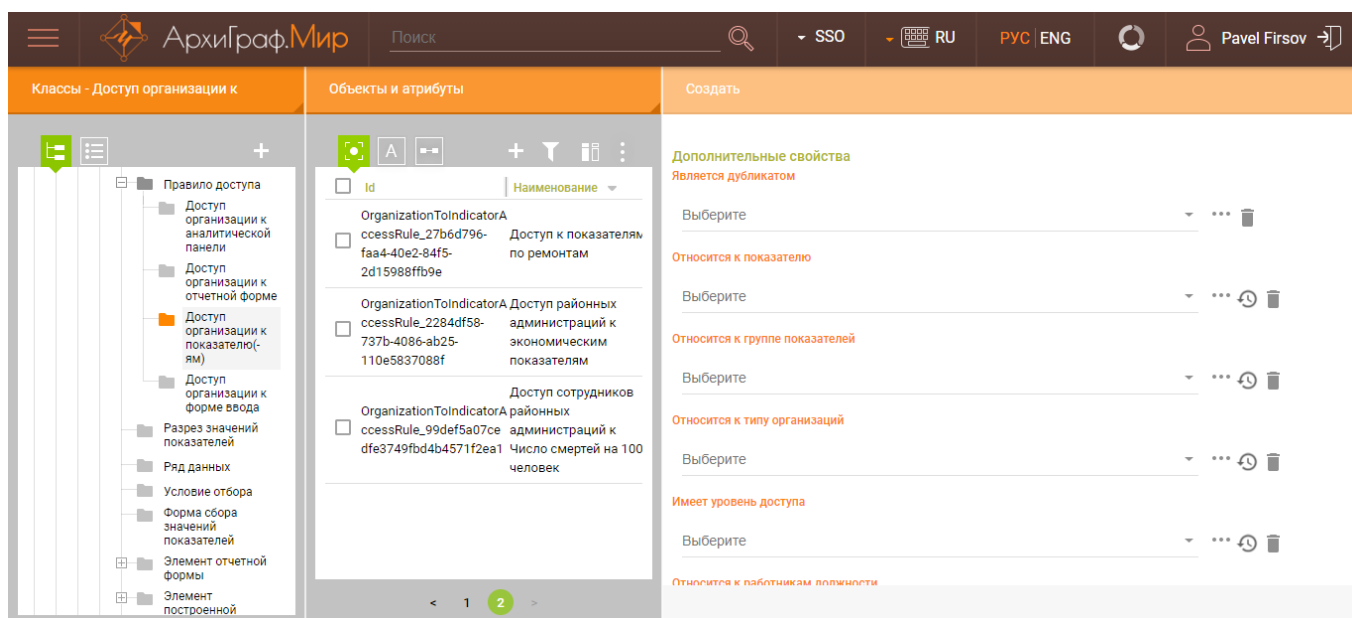 АрхиГраф.Мир
Поиск
SSO
RU
РУС ENG
Pavel Firsov
Классы - Доступ организации к
Объекты и атрибуты
Создать
Правило доступа
Доступ
организации к
аналитической
панели
Доступ
организации к
отчетной форме
Доступ
организации к
показателю(-
ям)
Доступ
организации к
форме ввода
Разрез значений
показателей
Ряд данных
Условие отбора
Форма сбора
значений
показателей
Элемент отчетной
формы
Элемент
построенной
A
Id
Наименование
OrganizationToIndicatorA
ccessRule_27b6d796-
faa4-40e2-84f5-
2d15988ffb9e
Доступ к показателям
по ремонтам
OrganizationToIndicatorA
ccessRule_2284df58-
737b-4086-ab25-
110e5837088f
Доступ районных
администраций к
экономическим
показателям
OrganizationToIndicatorA
ccessRule_99def5a07ce
dfe3749fbd4b4571f2ea1
Доступ сотрудников
районных
администраций к
Число смертей на 100
человек
< 1 2 >
Дополнительные свойства
Является дубликатом
Выберите
Относится к показателю
Выберите
Относится к группе показателей
Выберите
Относится к типу организаций
Выберите
Имеет уровень доступа
Выберите
Относится к работникам должности